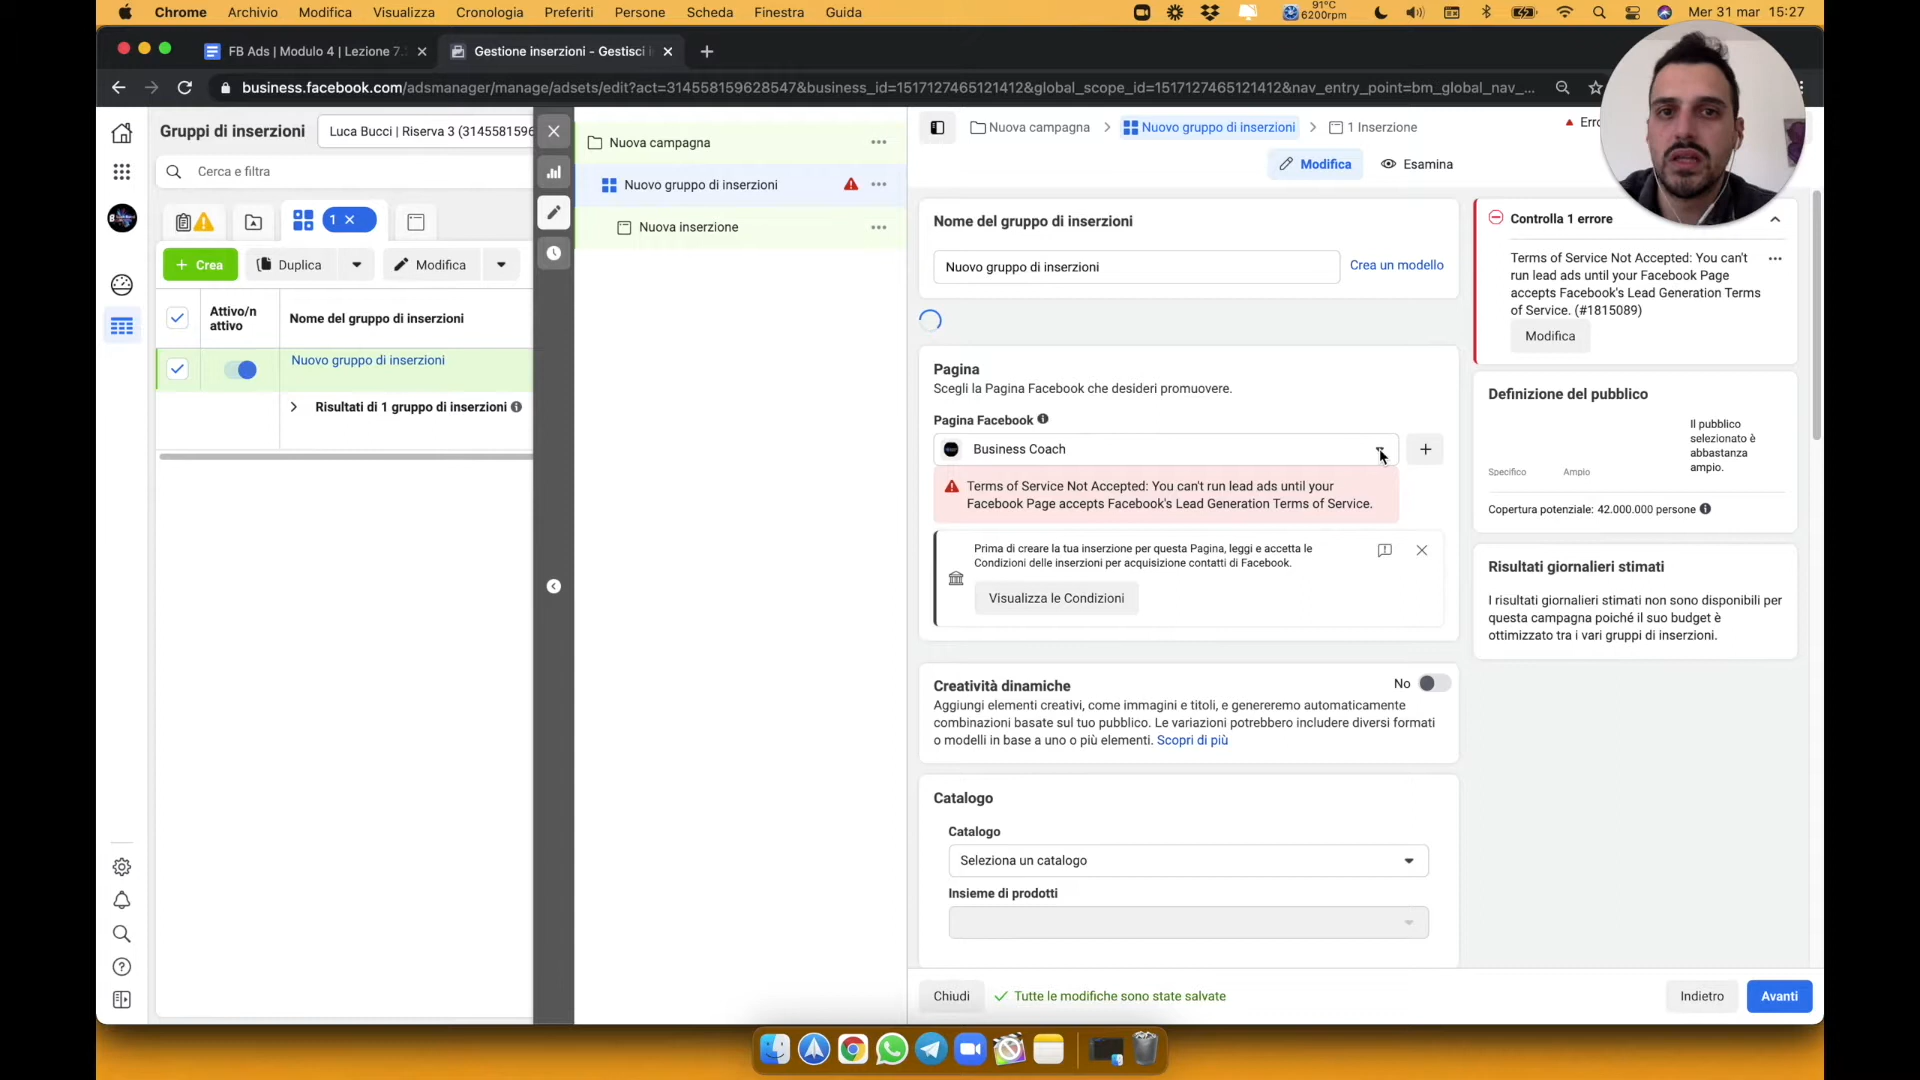 Chrome Archivio Modifica Visualizza Cronologia Preferiti Persone Scheda Finestra Guida
91°C
6200rpm
Mer 31 mar 15:27
FB Ads | Modulo 4 | Lezione 7.
Gestione inserzioni - Gestisci i
business.facebook.com/adsmanager/manage/adsets/edit?act=314558159628547&business_id=1517127465121412&global_scope_id=1517127465121412&nav_entry_point=bm_global_nav_...
Gruppi di inserzioni
Luca Bucci | Riserva 3 (3145581596
Cerca e filtra
1
+ Crea
Duplica
Modifica
Attivo/n
attivo
Nome del gruppo di inserzioni
Nuovo gruppo di inserzioni
Risultati di 1 gruppo di inserzioni
Nuova campagna
Nuovo gruppo di inserzioni
Nuova inserzione
Nuova campagna > Nuovo gruppo di inserzioni > 1 Inserzione
Modifica
Esamina
Nome del gruppo di inserzioni
Nuovo gruppo di inserzioni
Crea un modello
Pagina
Scegli la Pagina Facebook che desideri promuovere.
Pagina Facebook
Business Coach
Terms of Service Not Accepted: You can't run lead ads until your
Facebook Page accepts Facebook's Lead Generation Terms of Service.
Prima di creare la tua inserzione per questa Pagina, leggi e accetta le
Condizioni delle inserzioni per acquisizione contatti di Facebook.
Visualizza le Condizioni
Creatività dinamiche
No
Aggiungi elementi creativi, come immagini e titoli, e genereremo automaticamente
combinazioni basate sul tuo pubblico. Le variazioni potrebbero includere diversi formati
o modelli in base a uno o più elementi. Scopri di più
Catalogo
Catalogo
Seleziona un catalogo
Insieme di prodotti
Controlla 1 errore
Terms of Service Not Accepted: You can't
run lead ads until your Facebook Page
accepts Facebook's Lead Generation Terms
of Service. (#1815089)
Modifica
Definizione del pubblico
Il pubblico
selezionato è
abbastanza
ampio.
Specifico
Ampio
Copertura potenziale: 42.000.000 persone
Risultati giornalieri stimati
I risultati giornalieri stimati non sono disponibili per
questa campagna poiché il suo budget è
ottimizzato tra i vari gruppi di inserzioni.
Chiudi
Tutte le modifiche sono state salvate
Indietro
Avanti